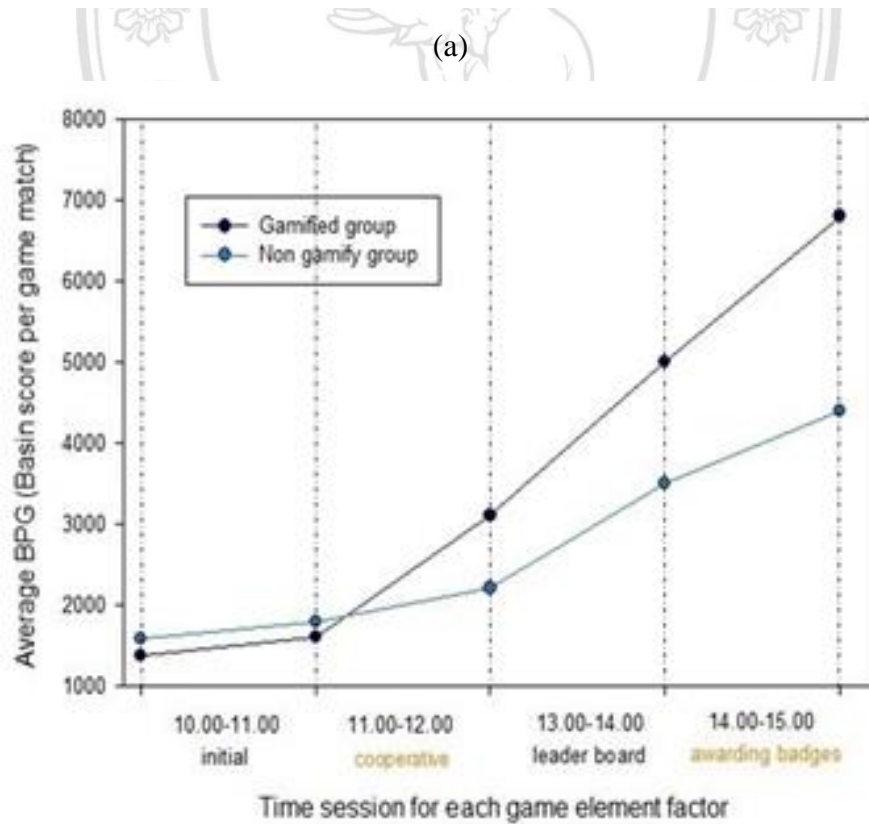 (a)
8000
7000
6000
5000
4000
3000
2000
1000
Average BPG (Basin score per game match)
Gamified group
Non gamify group
10.00-11.00 11.00-12.00 13.00-14.00 14.00-15.00
initial cooperative leader board awarding badges
Time session for each game element factor